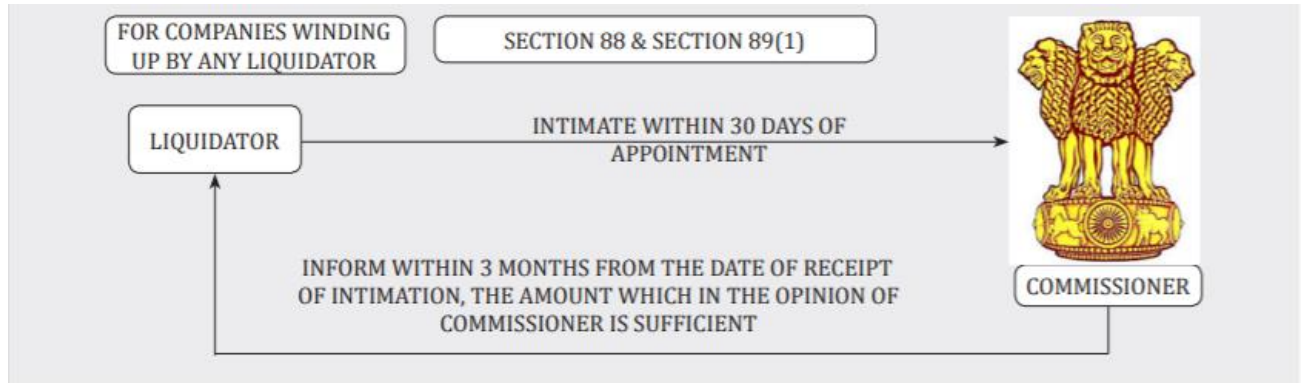 FOR COMPANIES WINDING
UP BY ANY LIQUIDATOR
SECTION 88 & SECTION 89(1)
LIQUIDATOR
INTIMATE WITHIN 30 DAYS OF
APPOINTMENT
INFORM WITHIN 3 MONTHS FROM THE DATE OF RECEIPT
OF INTIMATION, THE AMOUNT WHICH IN THE OPINION OF
COMMISSIONER IS SUFFICIENT
COMMISSIONER